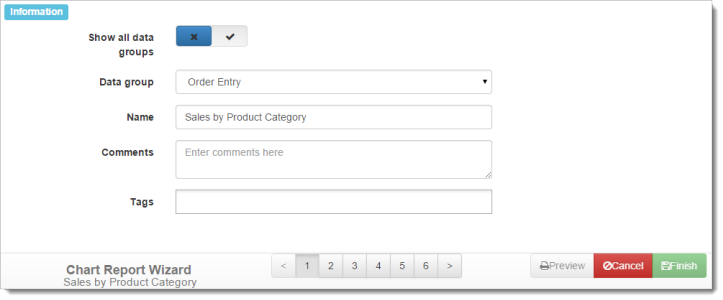 Information
Show all data
groups
Data group
Order Entry
Name
Sales by Product Category
Comments
Enter comments here
Tags
Chart Report Wizard
Sales by Product Category
< 1 2 3 4 5 6 >
Preview Cancel Finish